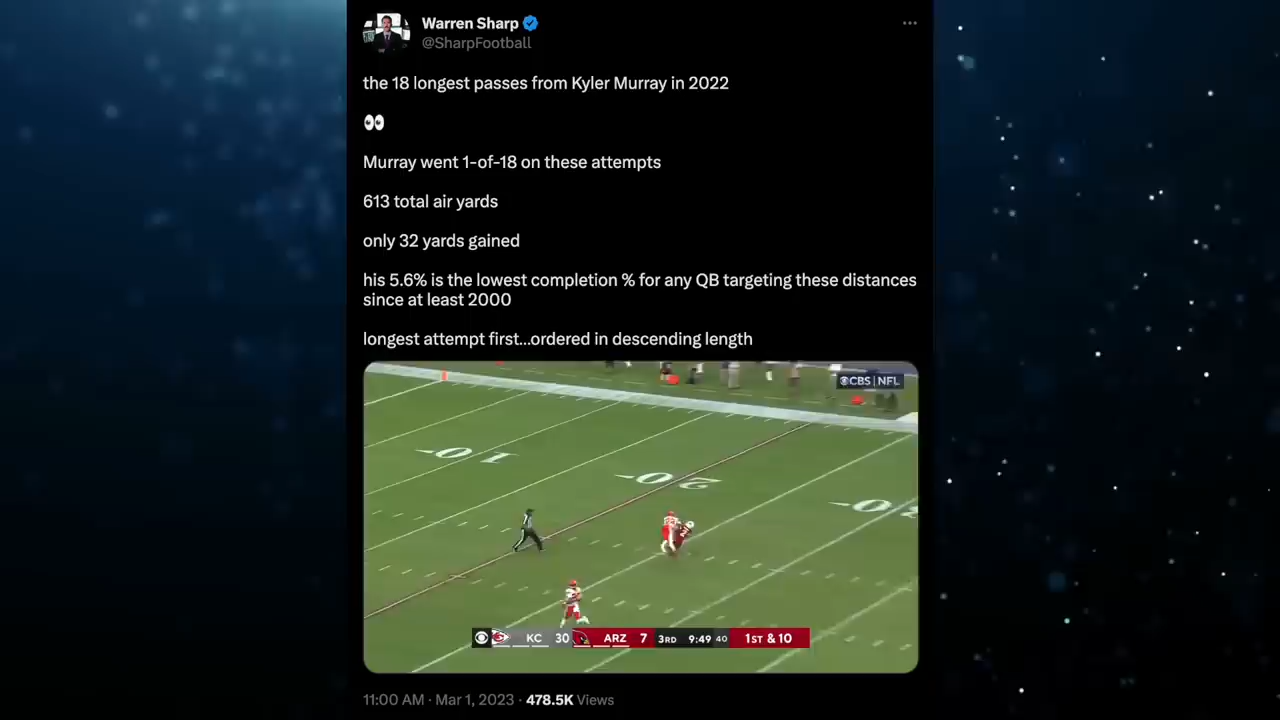 Warren Sharp
@SharpFootball
the 18 longest passes from Kyler Murray in 2022
👀
Murray went 1-of-18 on these attempts
613 total air yards
only 32 yards gained
his 5.6% is the lowest completion % for any QB targeting these distances
since at least 2000
longest attempt first...ordered in descending length
CBS | NFL
10
20
KC 30 ARZ 7 3RD 9:49 40 1ST & 10
11:00 AM · Mar 1, 2023 · 478.5K Views